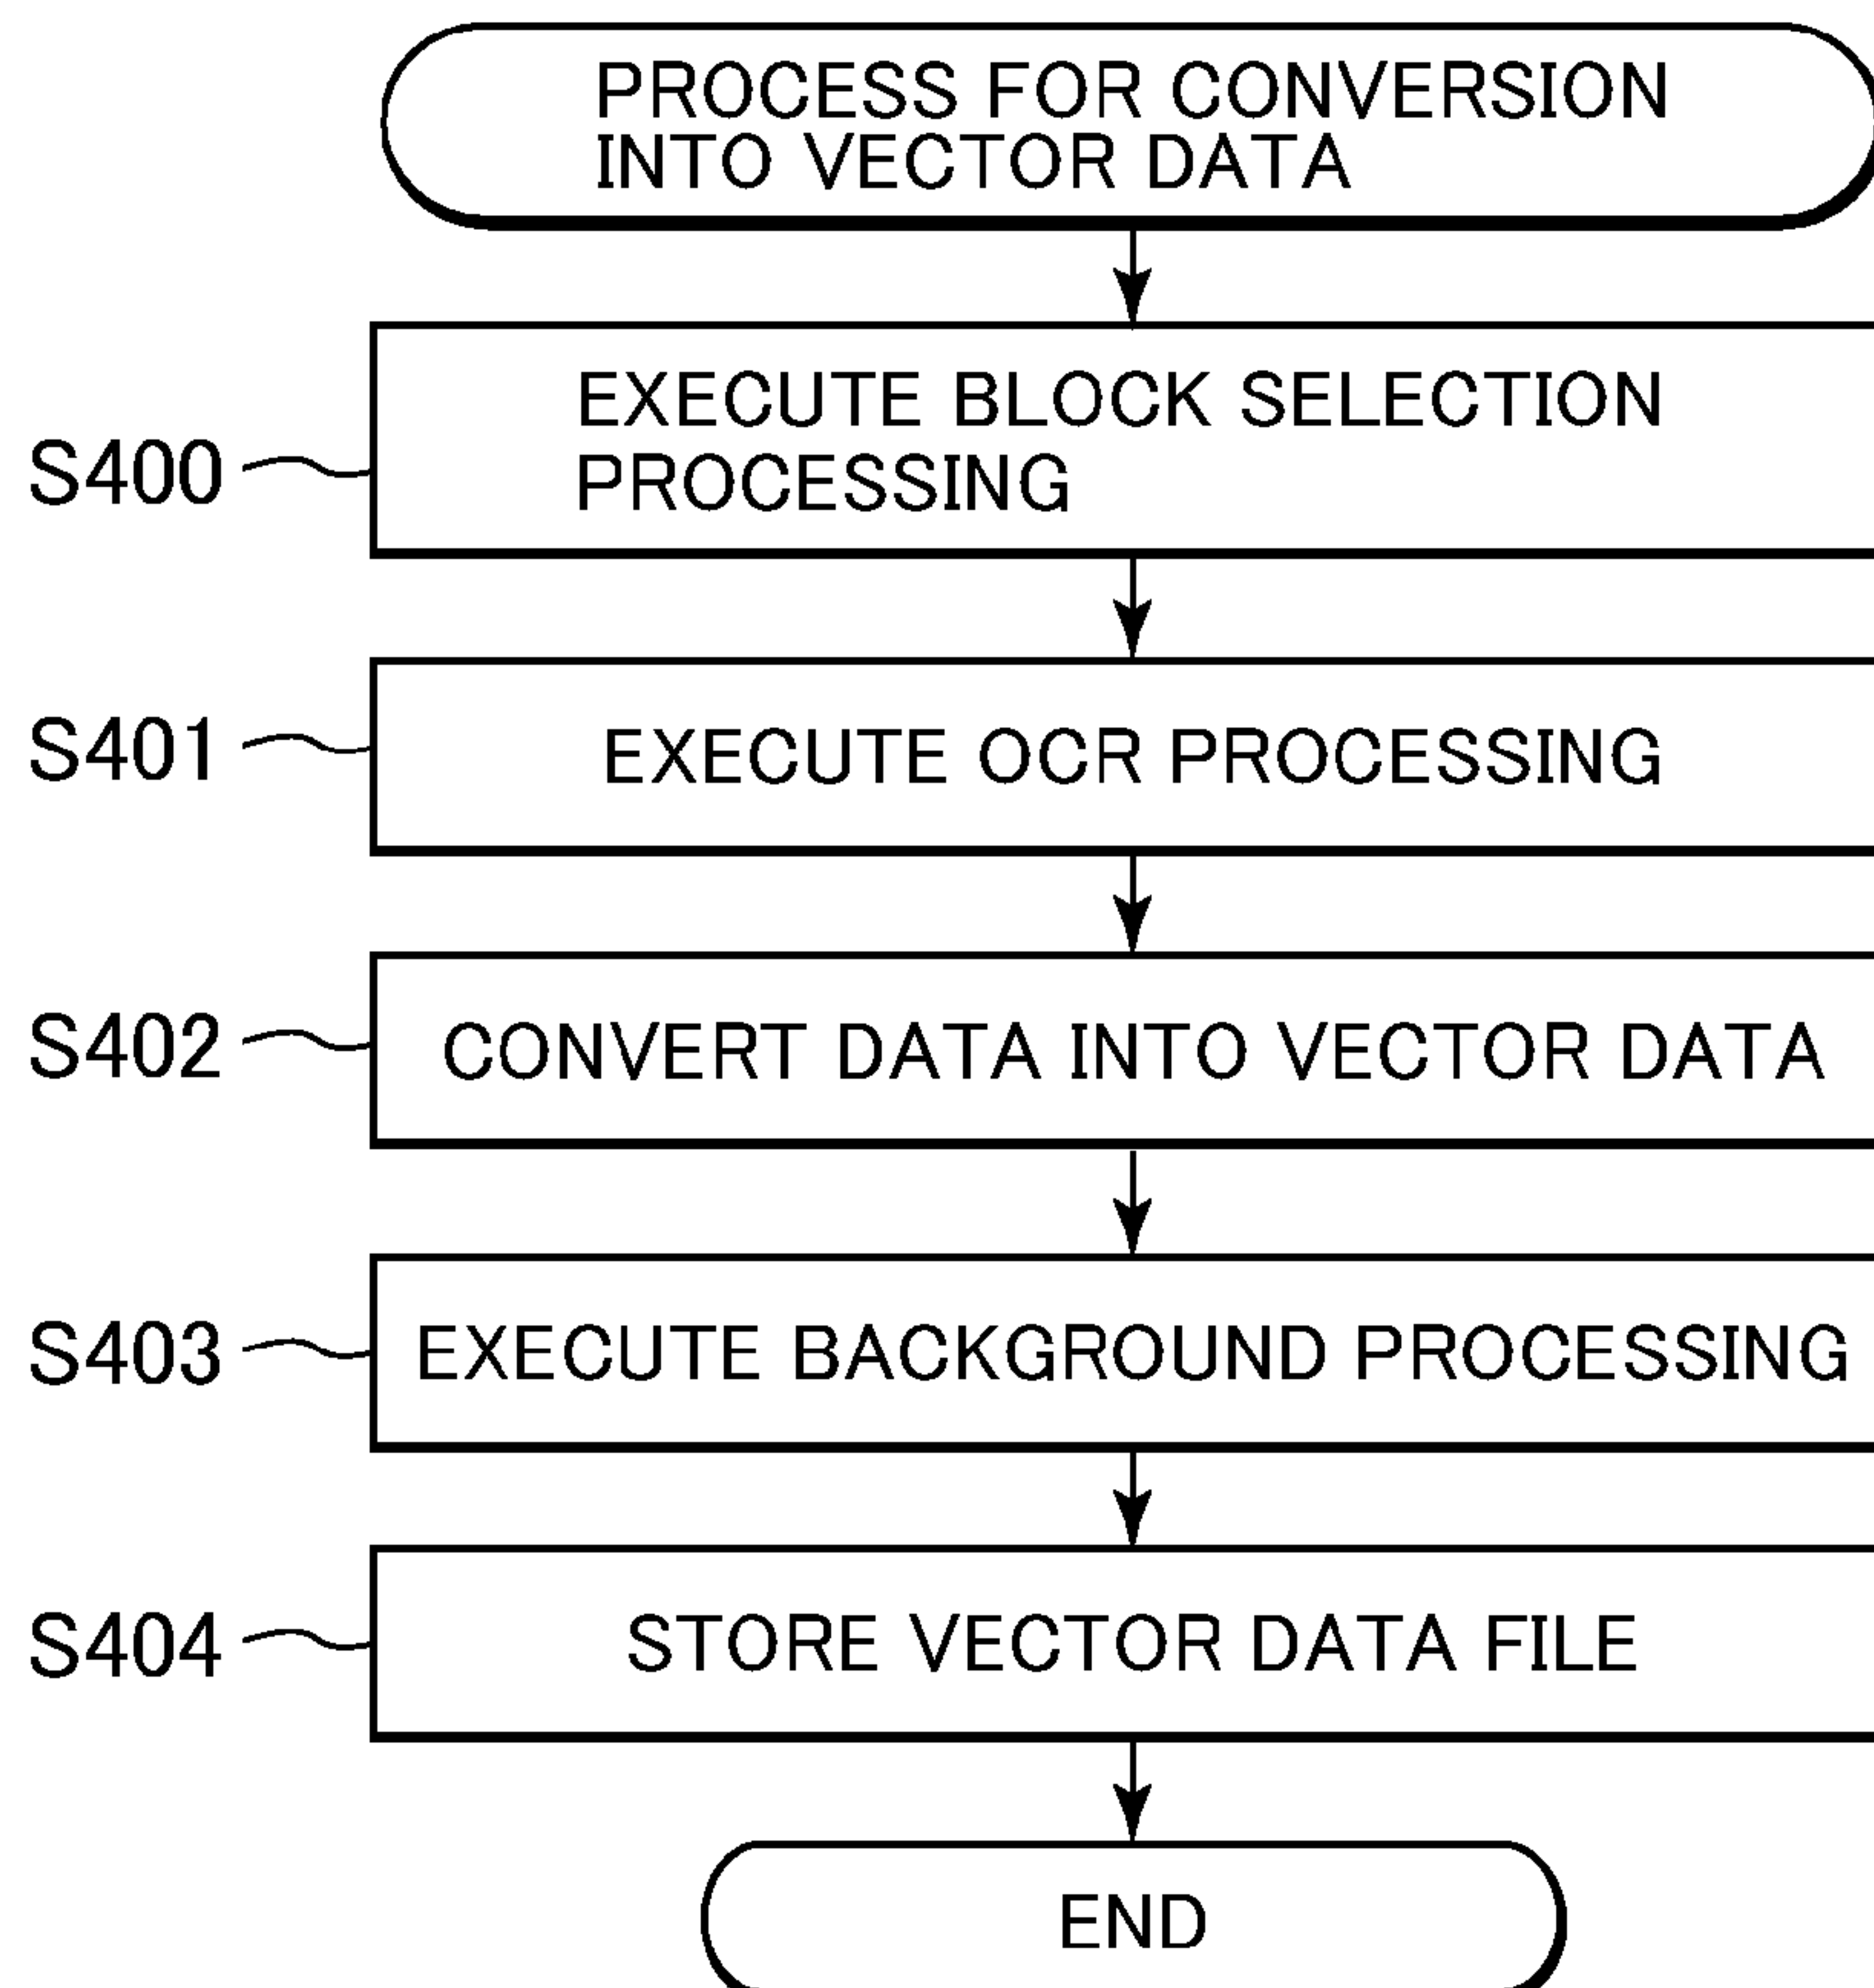 PROCESS FOR CONVERSION
INTO VECTOR DATA
EXECUTE BLOCK SELECTION
PROCESSING
S400
S401
EXECUTE OCR PROCESSING
S402
CONVERT DATA INTO VECTOR DATA
S403
EXECUTE BACKGROUND PROCESSING
S404
STORE VECTOR DATA FILE
END